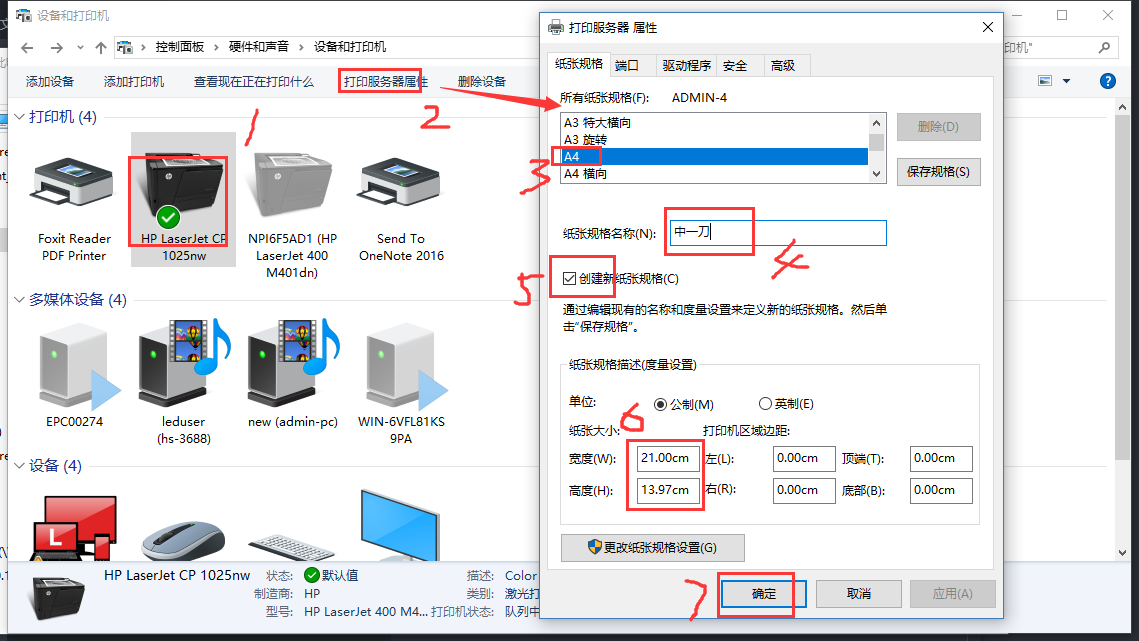 设备和打印机
控制面板 > 硬件和声音 > 设备和打印机
印机"
添加设备 添加打印机 查看现在正在打印什么 打印服务器属性 删除设备
打印机 (4)
1
2
Foxit Reader PDF Printer
HP LaserJet CP 1025nw
NPI6F5AD1 (HP LaserJet 400 M401dn)
Send To OneNote 2016
多媒体设备 (4)
EPC00274
leduser (hs-3688)
new (admin-pc)
WIN-6VFL81KS9PA
设备 (4)
L
HP LaserJet CP 1025nw
状态: 默认值
制造商: HP
型号: HP LaserJet 400 M4...
描述: Color
类别: 激光打
打印机状态: 队列中
打印服务器 属性
纸张规格 端口 驱动程序 安全 高级
所有纸张规格(F): ADMIN-4
A3 特大横向
A3 旋转
A4
A4 横向
删除(D)
保存规格(S)
3
纸张规格名称(N): 中一刀
4
5
创建新纸张规格(C)
通过编辑现有的名称和度量设置来定义新的纸张规格。然后单
击"保存规格"。
纸张规格描述(度量设置)
单位: 公制(M) 英制(E)
6
纸张大小: 打印机区域边距:
宽度(W): 21.00cm 左(L): 0.00cm 顶端(T): 0.00cm
高度(H): 13.97cm 右(R): 0.00cm 底部(B): 0.00cm
更改纸张规格设置(G)
7
确定 取消 应用(A)